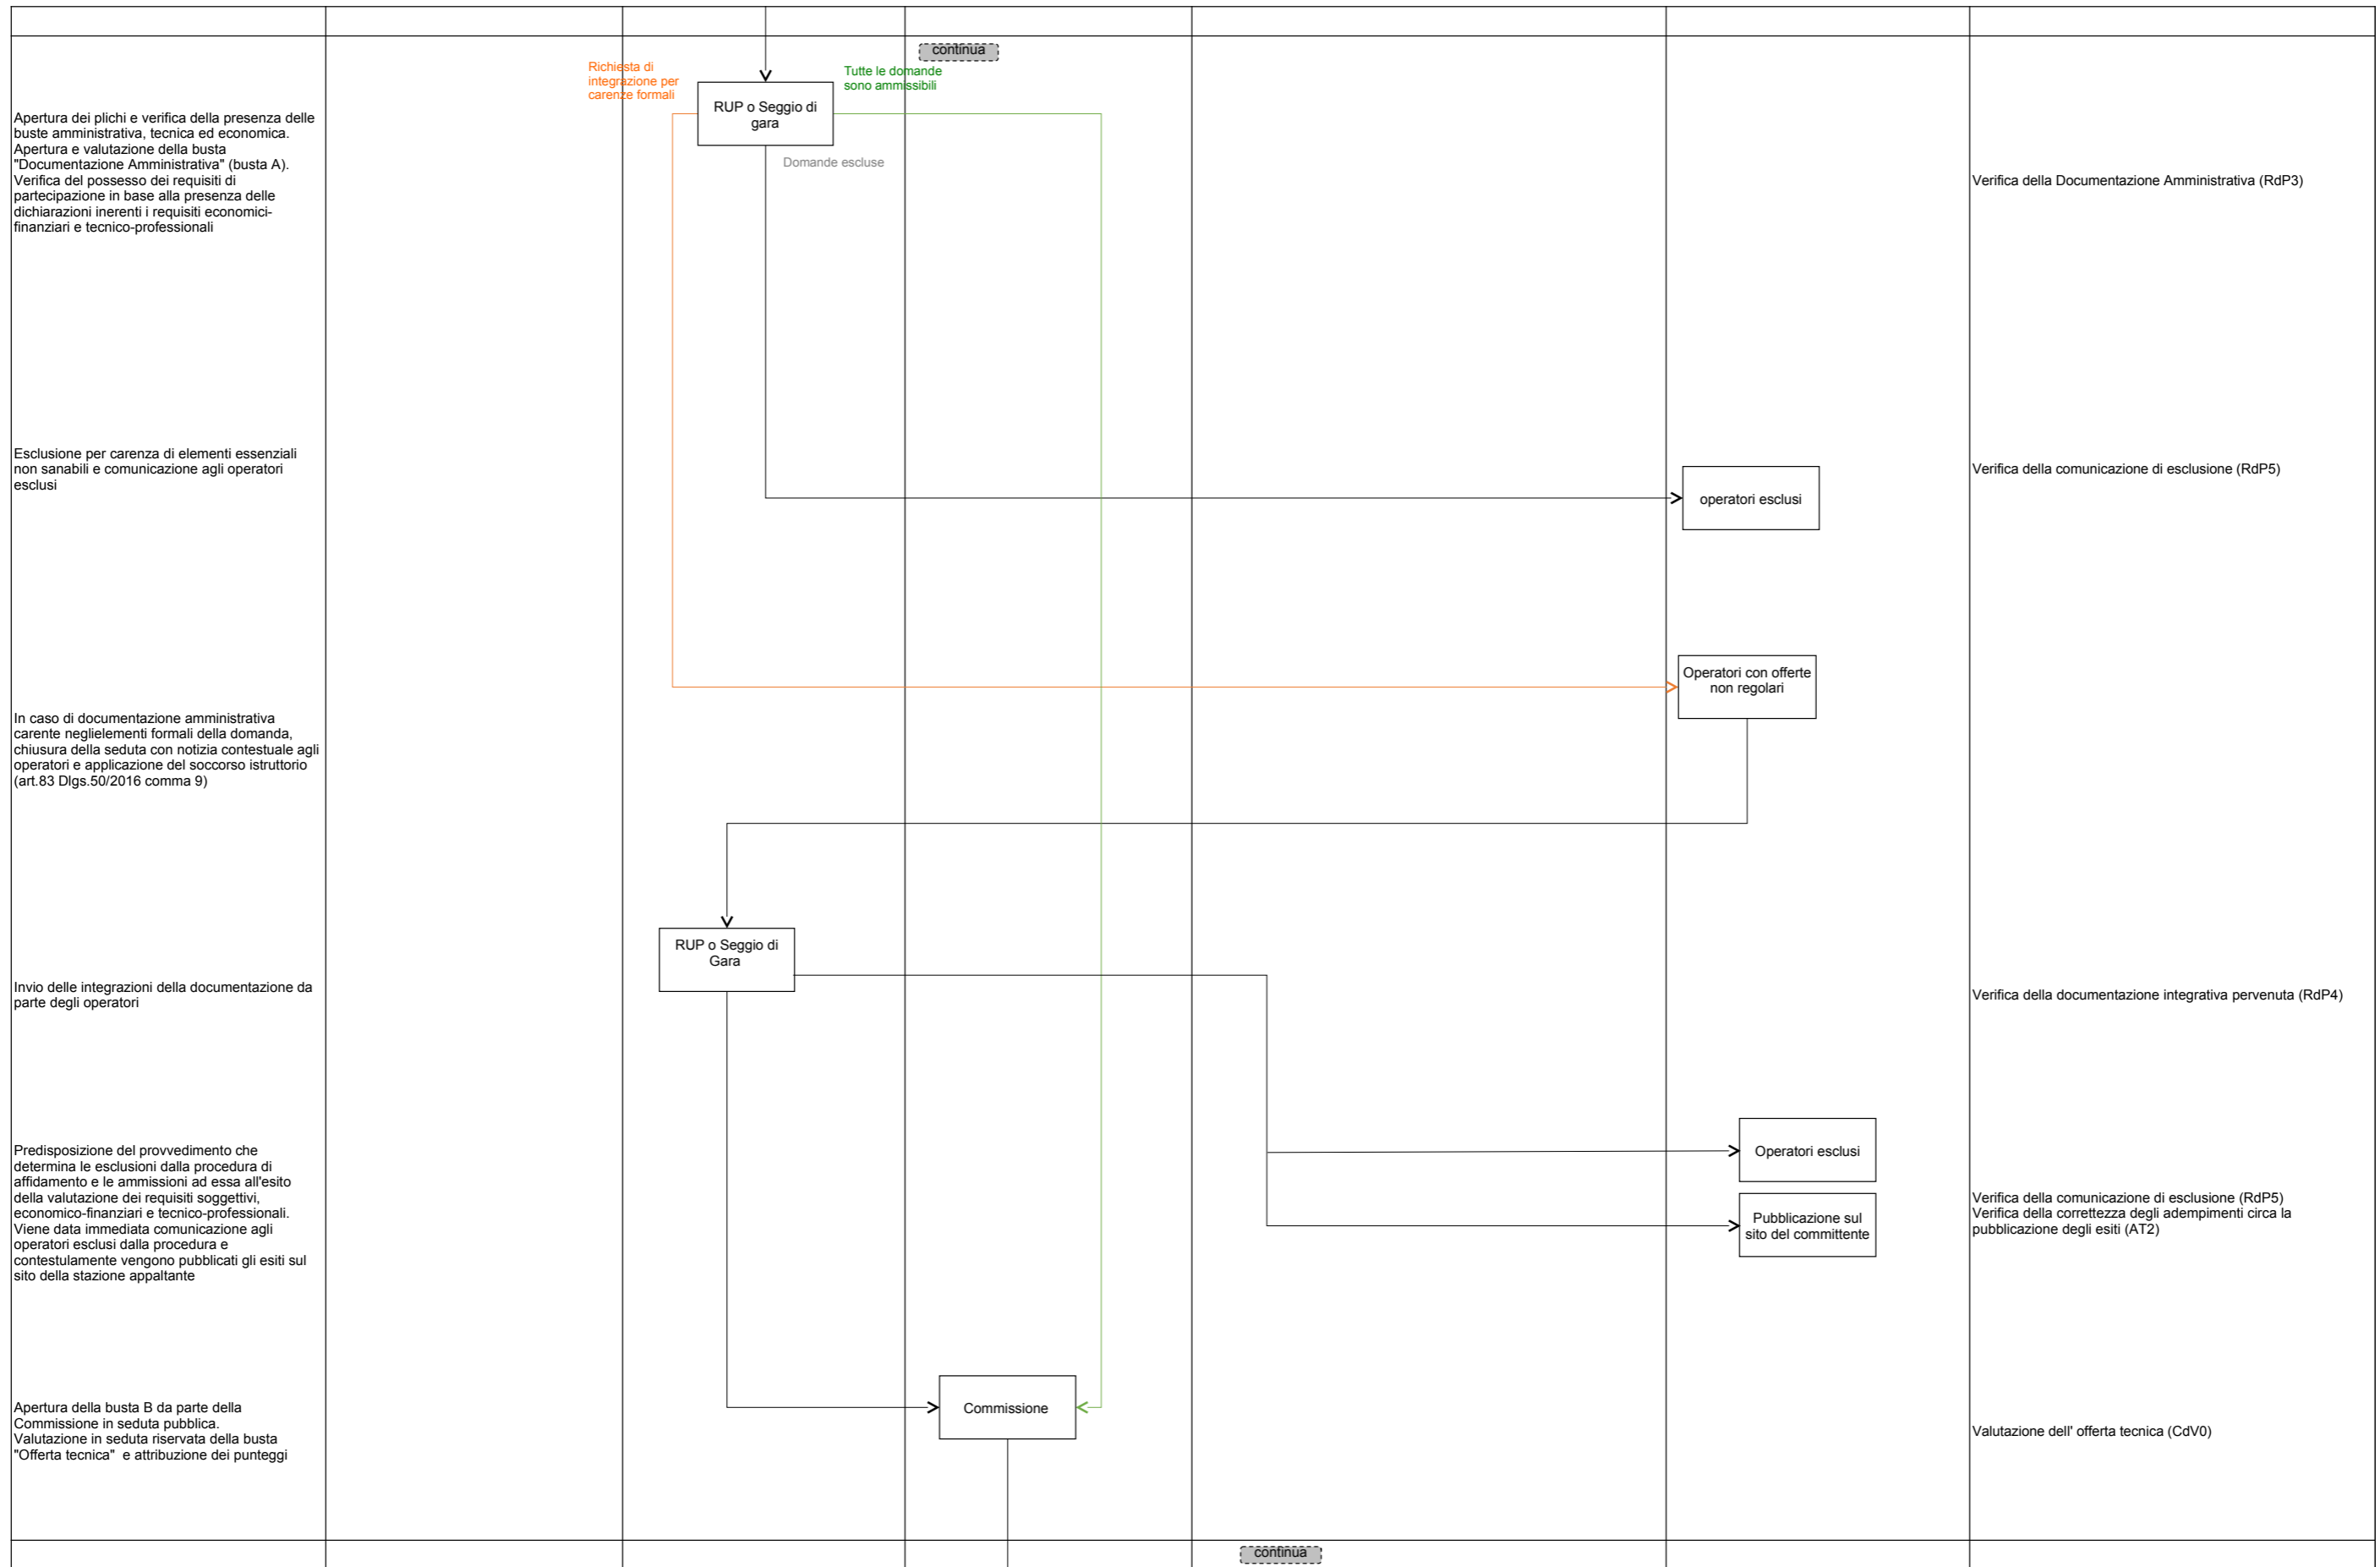 continua
Richiesta di
integrazione per
carenze formali
Tutte le domande
sono ammissibili
RUP o Seggio di
gara
Domande escluse
Apertura dei plichi e verifica della presenza delle
buste amministrativa, tecnica ed economica.
Apertura e valutazione della busta
"Documentazione Amministrativa" (busta A).
Verifica del possesso dei requisiti di
partecipazione in base alla presenza delle
dichiarazioni inerenti i requisiti economici-
finanziari e tecnico-professionali
Verifica della Documentazione Amministrativa (RdP3)
Esclusione per carenza di elementi essenziali
non sanabili e comunicazione agli operatori
esclusi
operatori esclusi
Verifica della comunicazione di esclusione (RdP5)
Operatori con offerte
non regolari
In caso di documentazione amministrativa
carente neglielementi formali della domanda,
chiusura della seduta con notizia contestuale agli
operatori e applicazione del soccorso istruttorio
(art.83 Dlgs.50/2016 comma 9)
RUP o Seggio di
Gara
Invio delle integrazioni della documentazione da
parte degli operatori
Verifica della documentazione integrativa pervenuta (RdP4)
Predisposizione del provvedimento che
determina le esclusioni dalla procedura di
affidamento e le ammissioni ad essa all'esito
della valutazione dei requisiti soggettivi,
economico-finanziari e tecnico-professionali.
Viene data immediata comunicazione agli
operatori esclusi dalla procedura e
contestulamente vengono pubblicati gli esiti sul
sito della stazione appaltante
Operatori esclusi
Pubblicazione sul
sito del committente
Verifica della comunicazione di esclusione (RdP5)
Verifica della correttezza degli adempimenti circa la
pubblicazione degli esiti (AT2)
Apertura della busta B da parte della
Commissione in seduta pubblica.
Valutazione in seduta riservata della busta
"Offerta tecnica"  e attribuzione dei punteggi
Commissione
Valutazione dell' offerta tecnica (CdV0)
continua